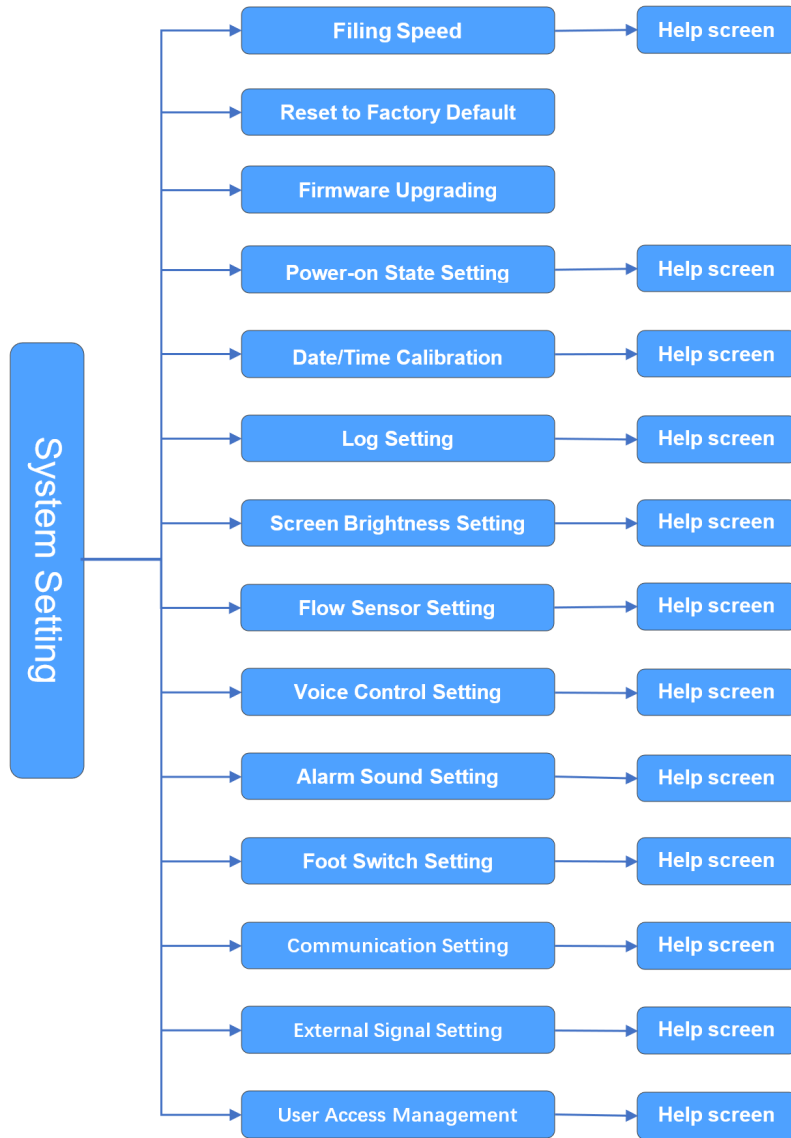 System Setting
Filing Speed
Help screen
Reset to Factory Default
Firmware Upgrading
Power-on State Setting
Help screen
Date/Time Calibration
Help screen
Log Setting
Help screen
Screen Brightness Setting
Help screen
Flow Sensor Setting
Help screen
Voice Control Setting
Help screen
Alarm Sound Setting
Help screen
Foot Switch Setting
Help screen
Communication Setting
Help screen
External Signal Setting
Help screen
User Access Management
Help screen